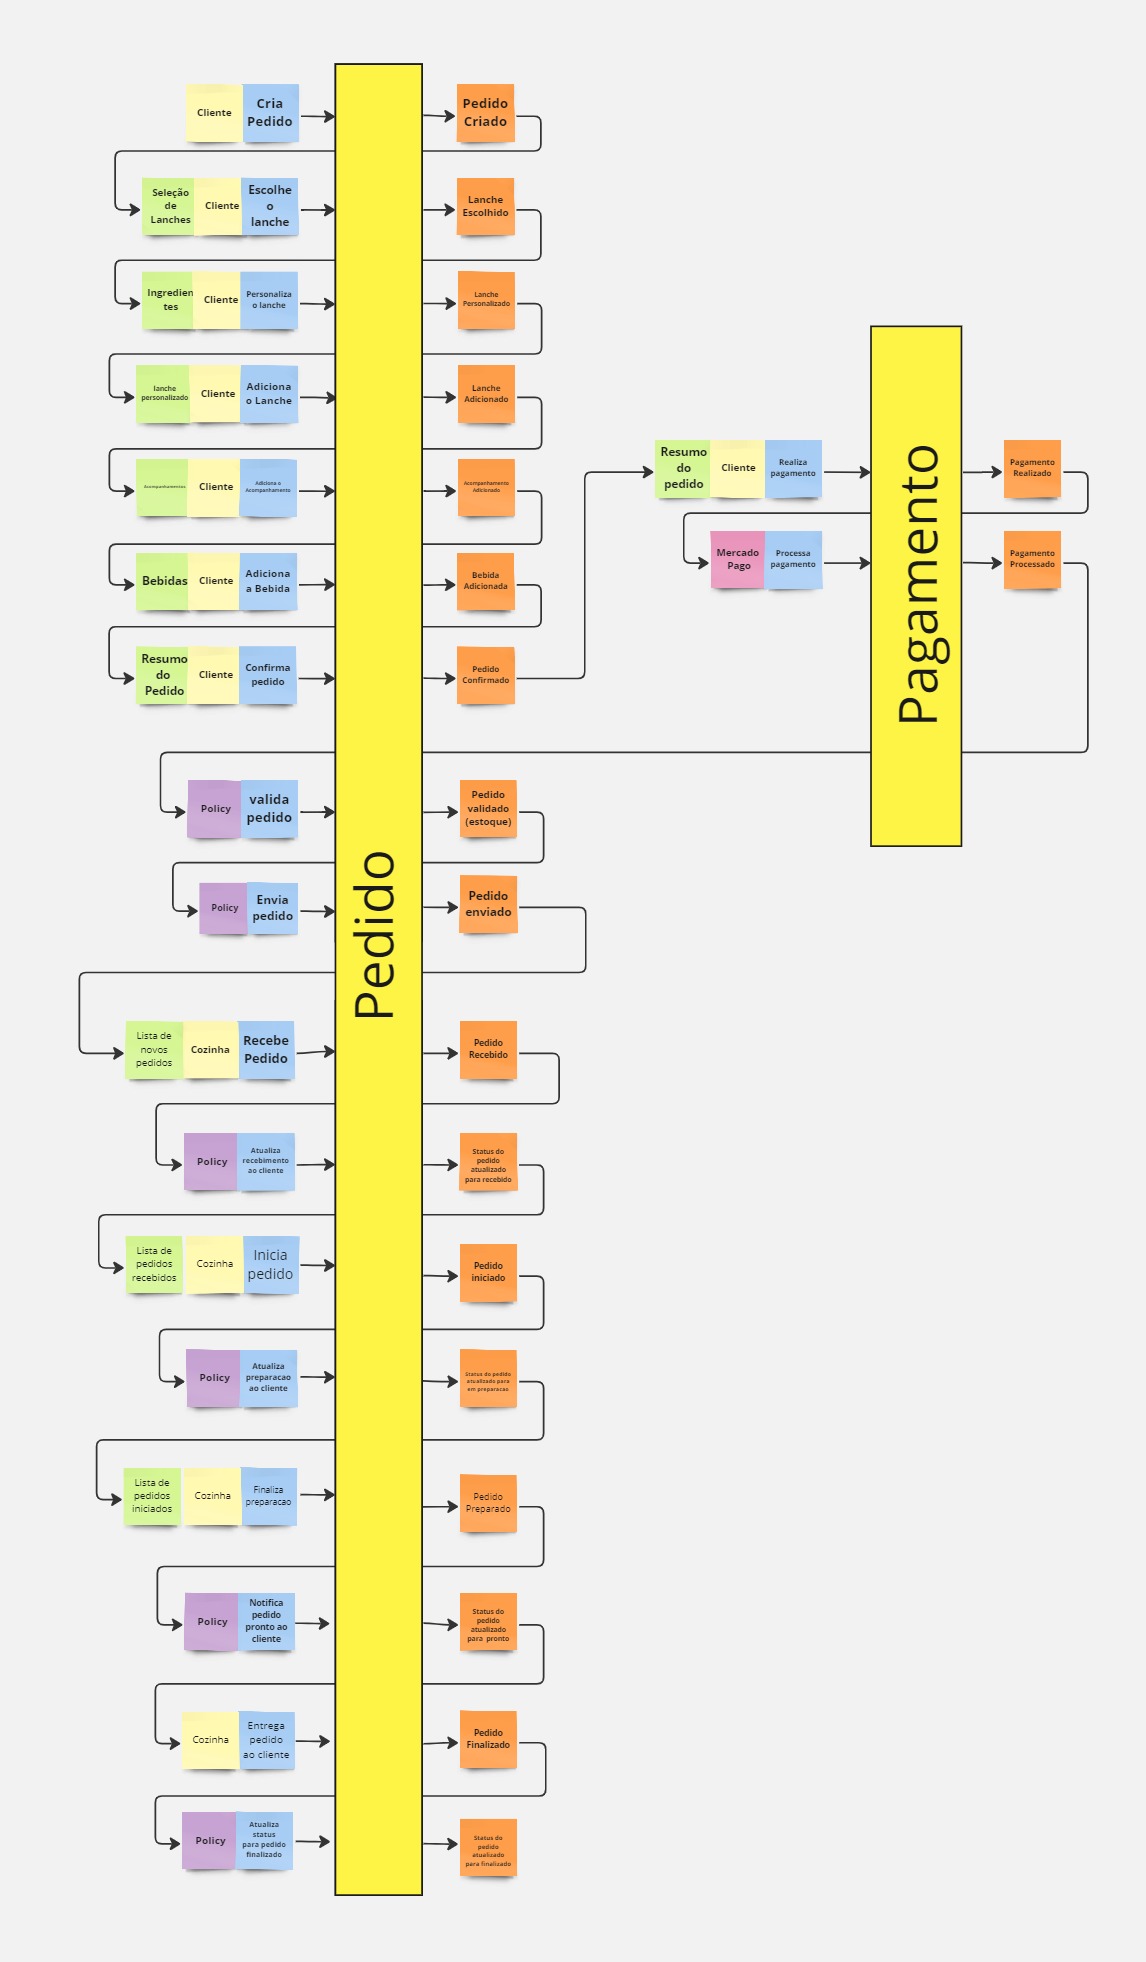 Cliente
Cria
Pedido
Pedido
Criado
Seleção
de
Lanches
Cliente
Escolhe
o
lanche
Lanche
Escolhido
Ingredien
tes
Cliente
Personaliza
o lanche
Lanche
Personalizado
lanche
personalizado
Cliente
Adiciona
o Lanche
Lanche
Adicionado
Acompanhamentos
Cliente
Adiciona o
Acompanhamento
Acompanhamento
Adicionado
Bebidas
Cliente
Adiciona
a Bebida
Bebida
Adicionada
Resumo
do
Pedido
Cliente
Confirma
pedido
Pedido
Confirmado
Resumo
do
pedido
Cliente
Realiza
pagamento
Pagamento
Pagamento
Realizado
Mercado
Pago
Processa
pagamento
Pagamento
Processado
Policy
valida
pedido
Pedido
Pedido
validado
(estoque)
Policy
Envia
pedido
Pedido
enviado
Lista de
novos
pedidos
Cozinha
Recebe
Pedido
Pedido
Recebido
Policy
Atualiza
recebimento
ao cliente
Status do
pedido
atualizado
para recebido
Lista de
pedidos
recebidos
Cozinha
Inicia
pedido
Pedido
iniciado
Policy
Atualiza
preparacao
ao cliente
Status do pedido
atualizado para
em preparacao
Lista de
pedidos
iniciados
Cozinha
Finaliza
preparacao
Pedido
Preparado
Policy
Notifica
pedido
pronto ao
cliente
Status do
pedido
atualizado
para pronto
Cozinha
Entrega
pedido
ao cliente
Pedido
Finalizado
Policy
Atualiza
status
para pedido
finalizado
Status do
pedido
atualizado
para finalizado